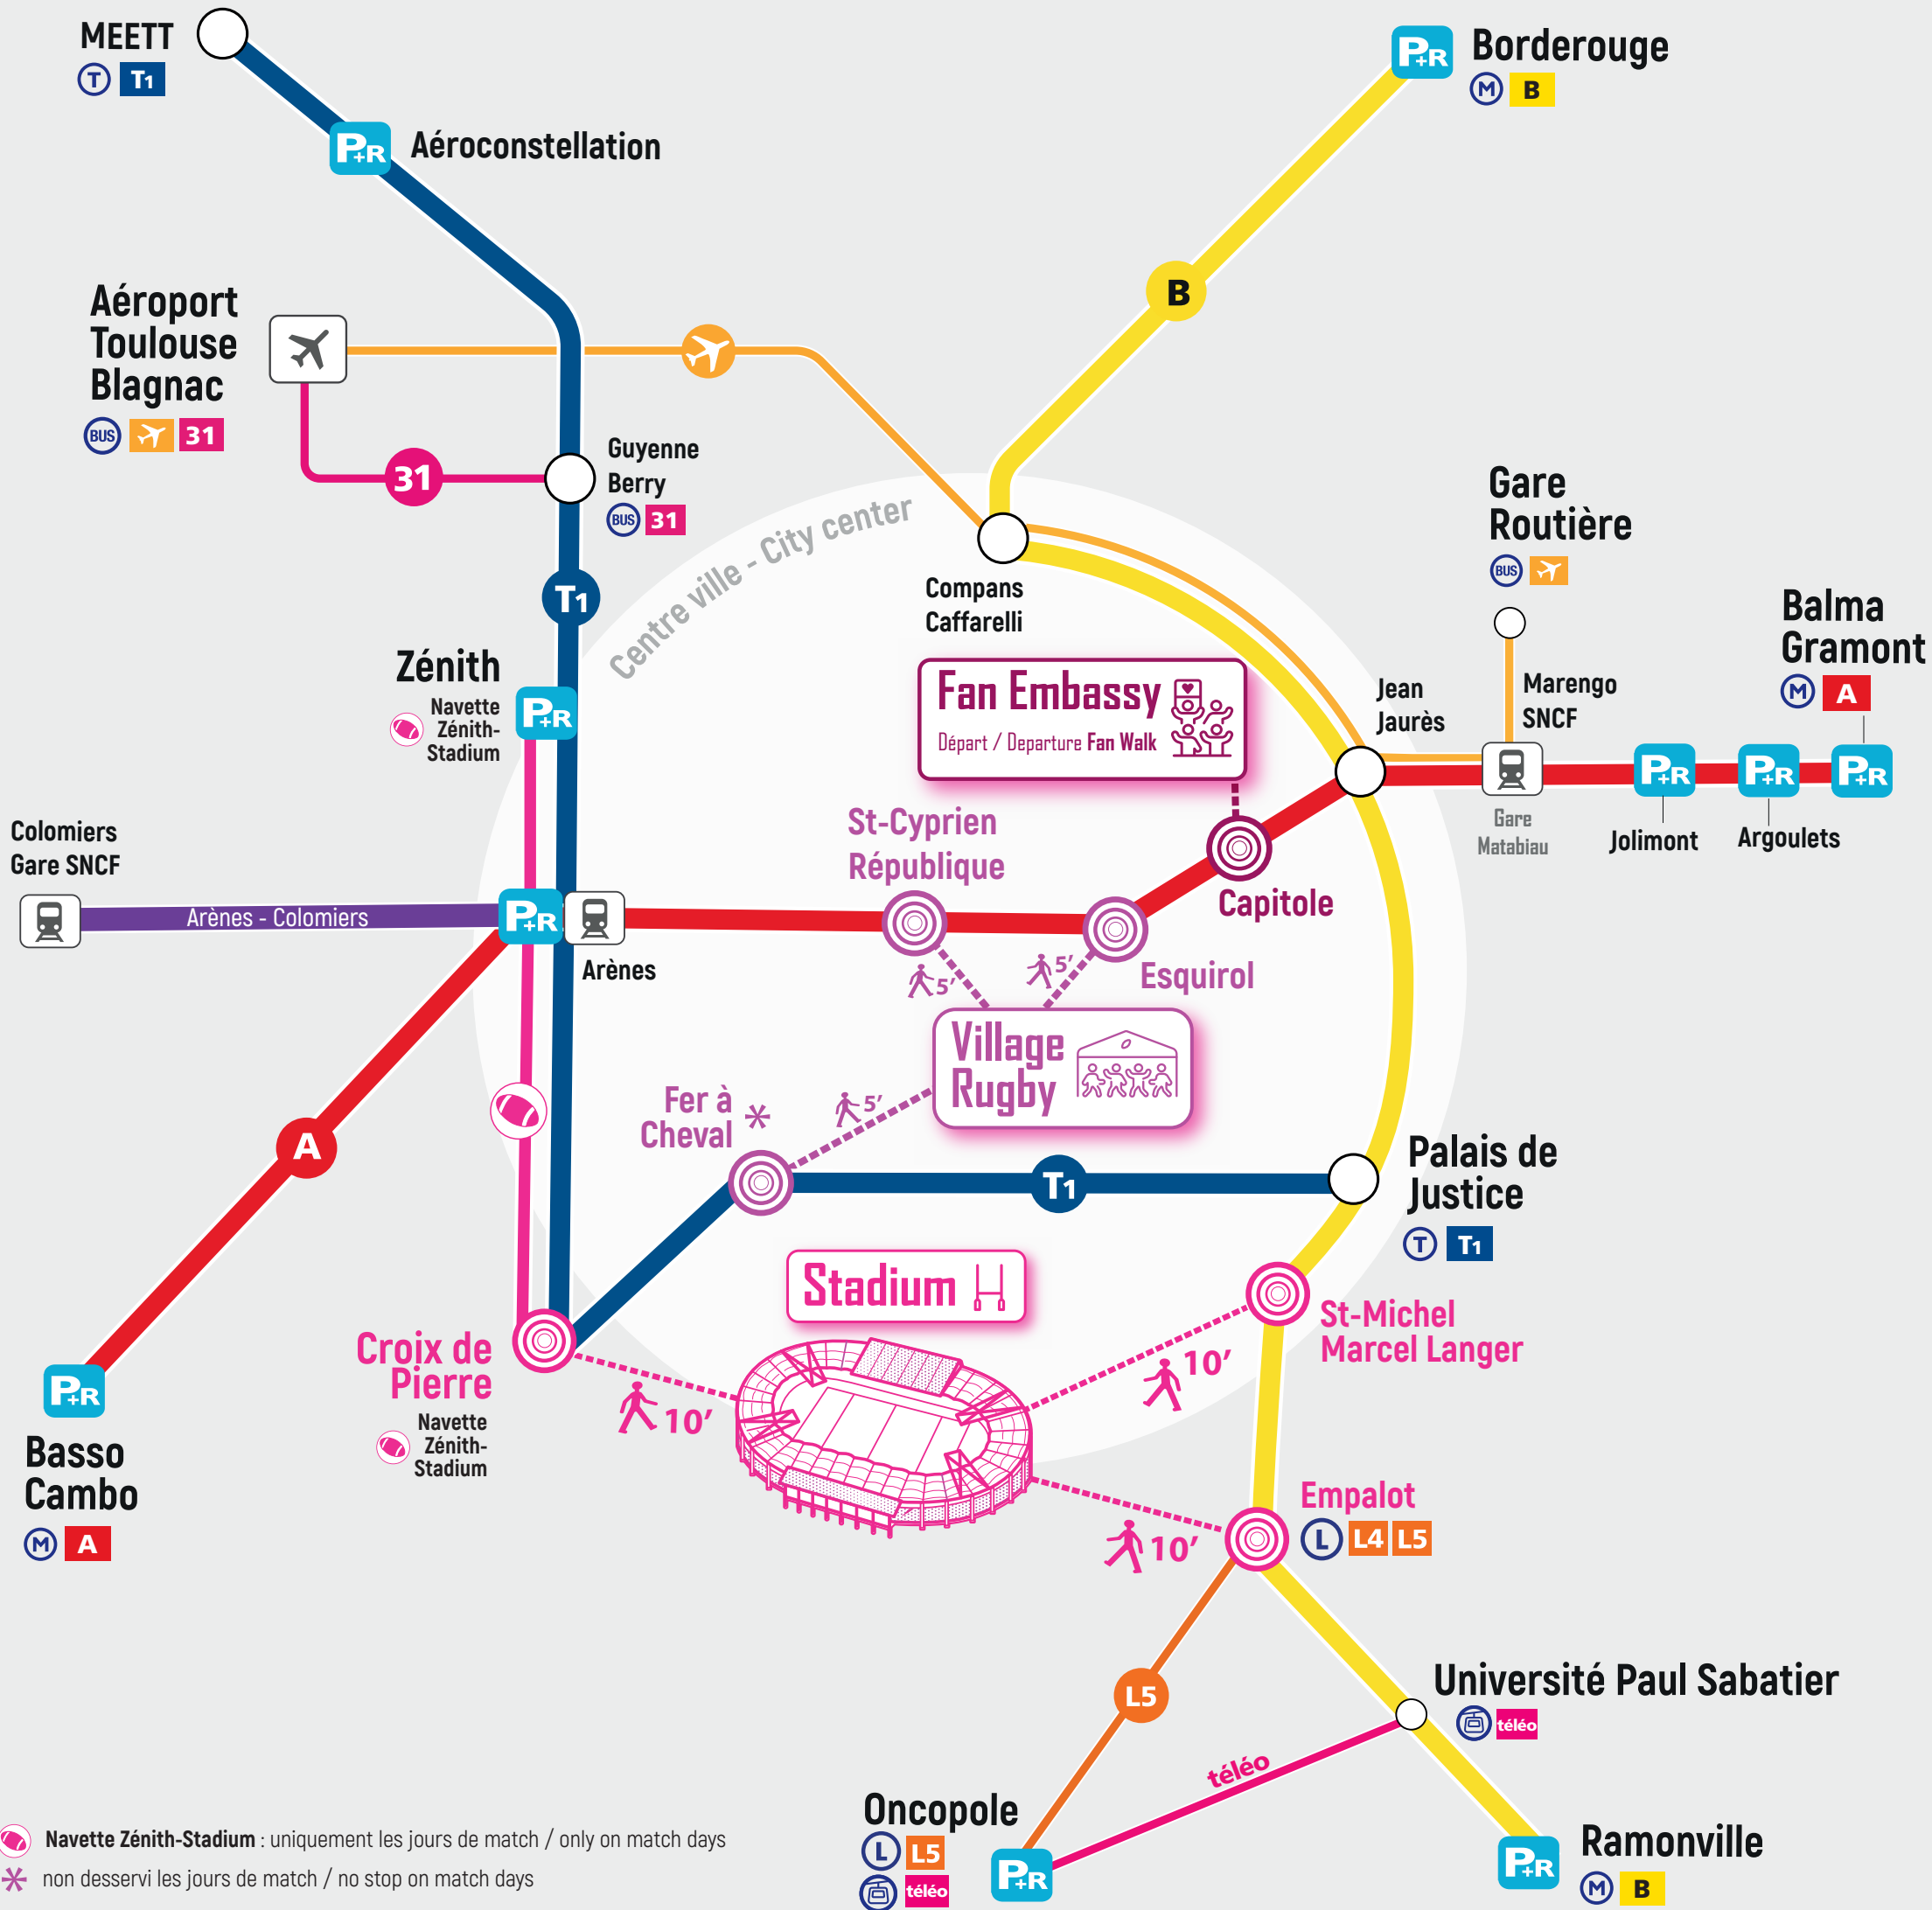 MEETT
T T1
P+R Aéroconstellation
P+R Borderouge
M B
B
Aéroport
Toulouse
Blagnac
BUS 31
31
Guyenne
Berry
BUS 31
Centre ville - City center
T1
Compans
Caffarelli
Gare
Routière
BUS
Balma
Gramont
M A
Zénith
Navette
Zénith-
Stadium
P+R
Fan Embassy
Départ / Departure Fan Walk
Jean
Jaurès
Marengo
SNCF
P+R P+R P+R
Gare
Matabiau
Jolimont
Argoulets
Colomiers
Gare SNCF
Arènes - Colomiers
P+R
Arènes
St-Cyprien
République
Capitole
Esquirol
5’
5’
Village
Rugby
Fer à
Cheval *
5’
A
T1
Palais de
Justice
T T1
Stadium
St-Michel
Marcel Langer
10’
Croix de
Pierre
Navette
Zénith-
Stadium
10’
P+R
Basso
Cambo
M A
Empalot
L L4 L5
10’
L5
Université Paul Sabatier
téléo
téléo
Oncopole
L L5
téléo
P+R
P+R Ramonville
M B
Navette Zénith-Stadium : uniquement les jours de match / only on match days
* non desservi les jours de match / no stop on match days